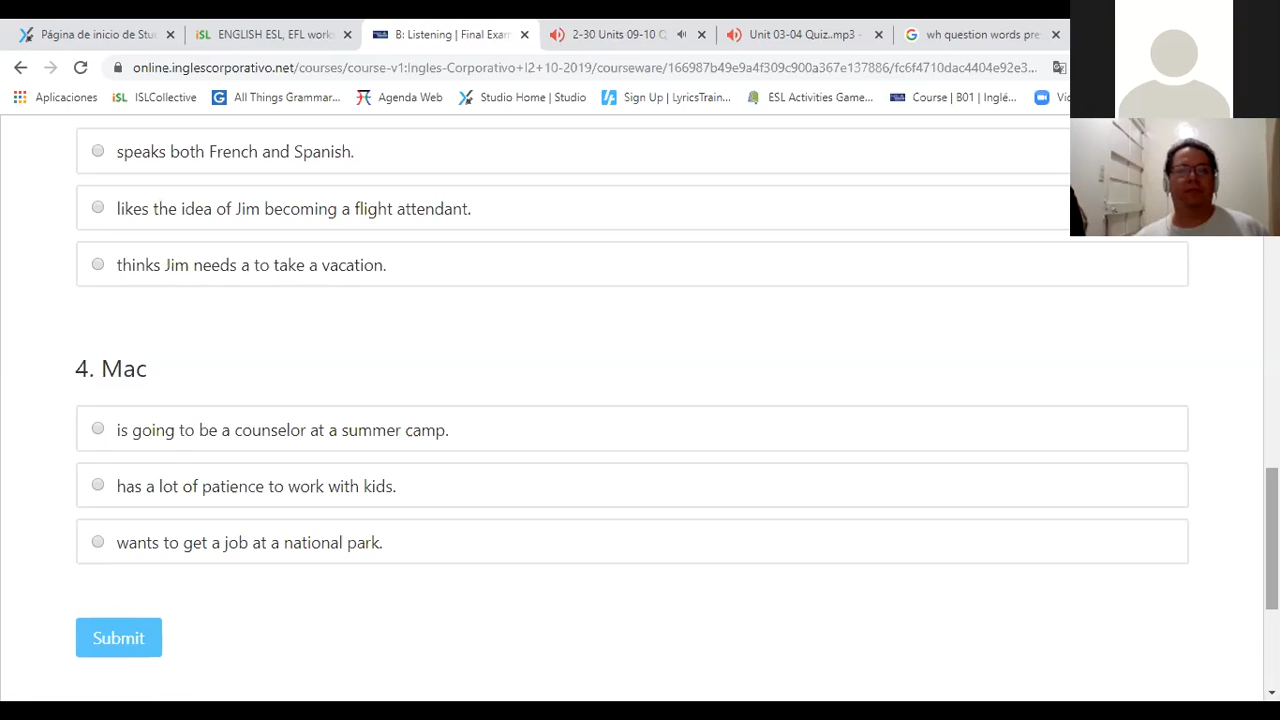 Página de inicio de Stu
ENGLISH ESL, EFL work
B: Listening | Final Exam
2-30 Units 09-10 Q
Unit 03-04 Quiz..mp3
wh question words pre
online.inglescorporativo.net/courses/course-v1:Ingles-Corporativo+I2+10-2019/courseware/166987b49e9a4f309c900a367e137886/fc6f4710dac4404e92e3...
Aplicaciones
iSL ISLCollective
All Things Grammar...
Agenda Web
Studio Home | Studio
Sign Up | LyricsTrain...
ESL Activities Game...
Course | B01 | Inglé...
speaks both French and Spanish.
likes the idea of Jim becoming a flight attendant.
thinks Jim needs a to take a vacation.
4. Mac
is going to be a counselor at a summer camp.
has a lot of patience to work with kids.
wants to get a job at a national park.
Submit